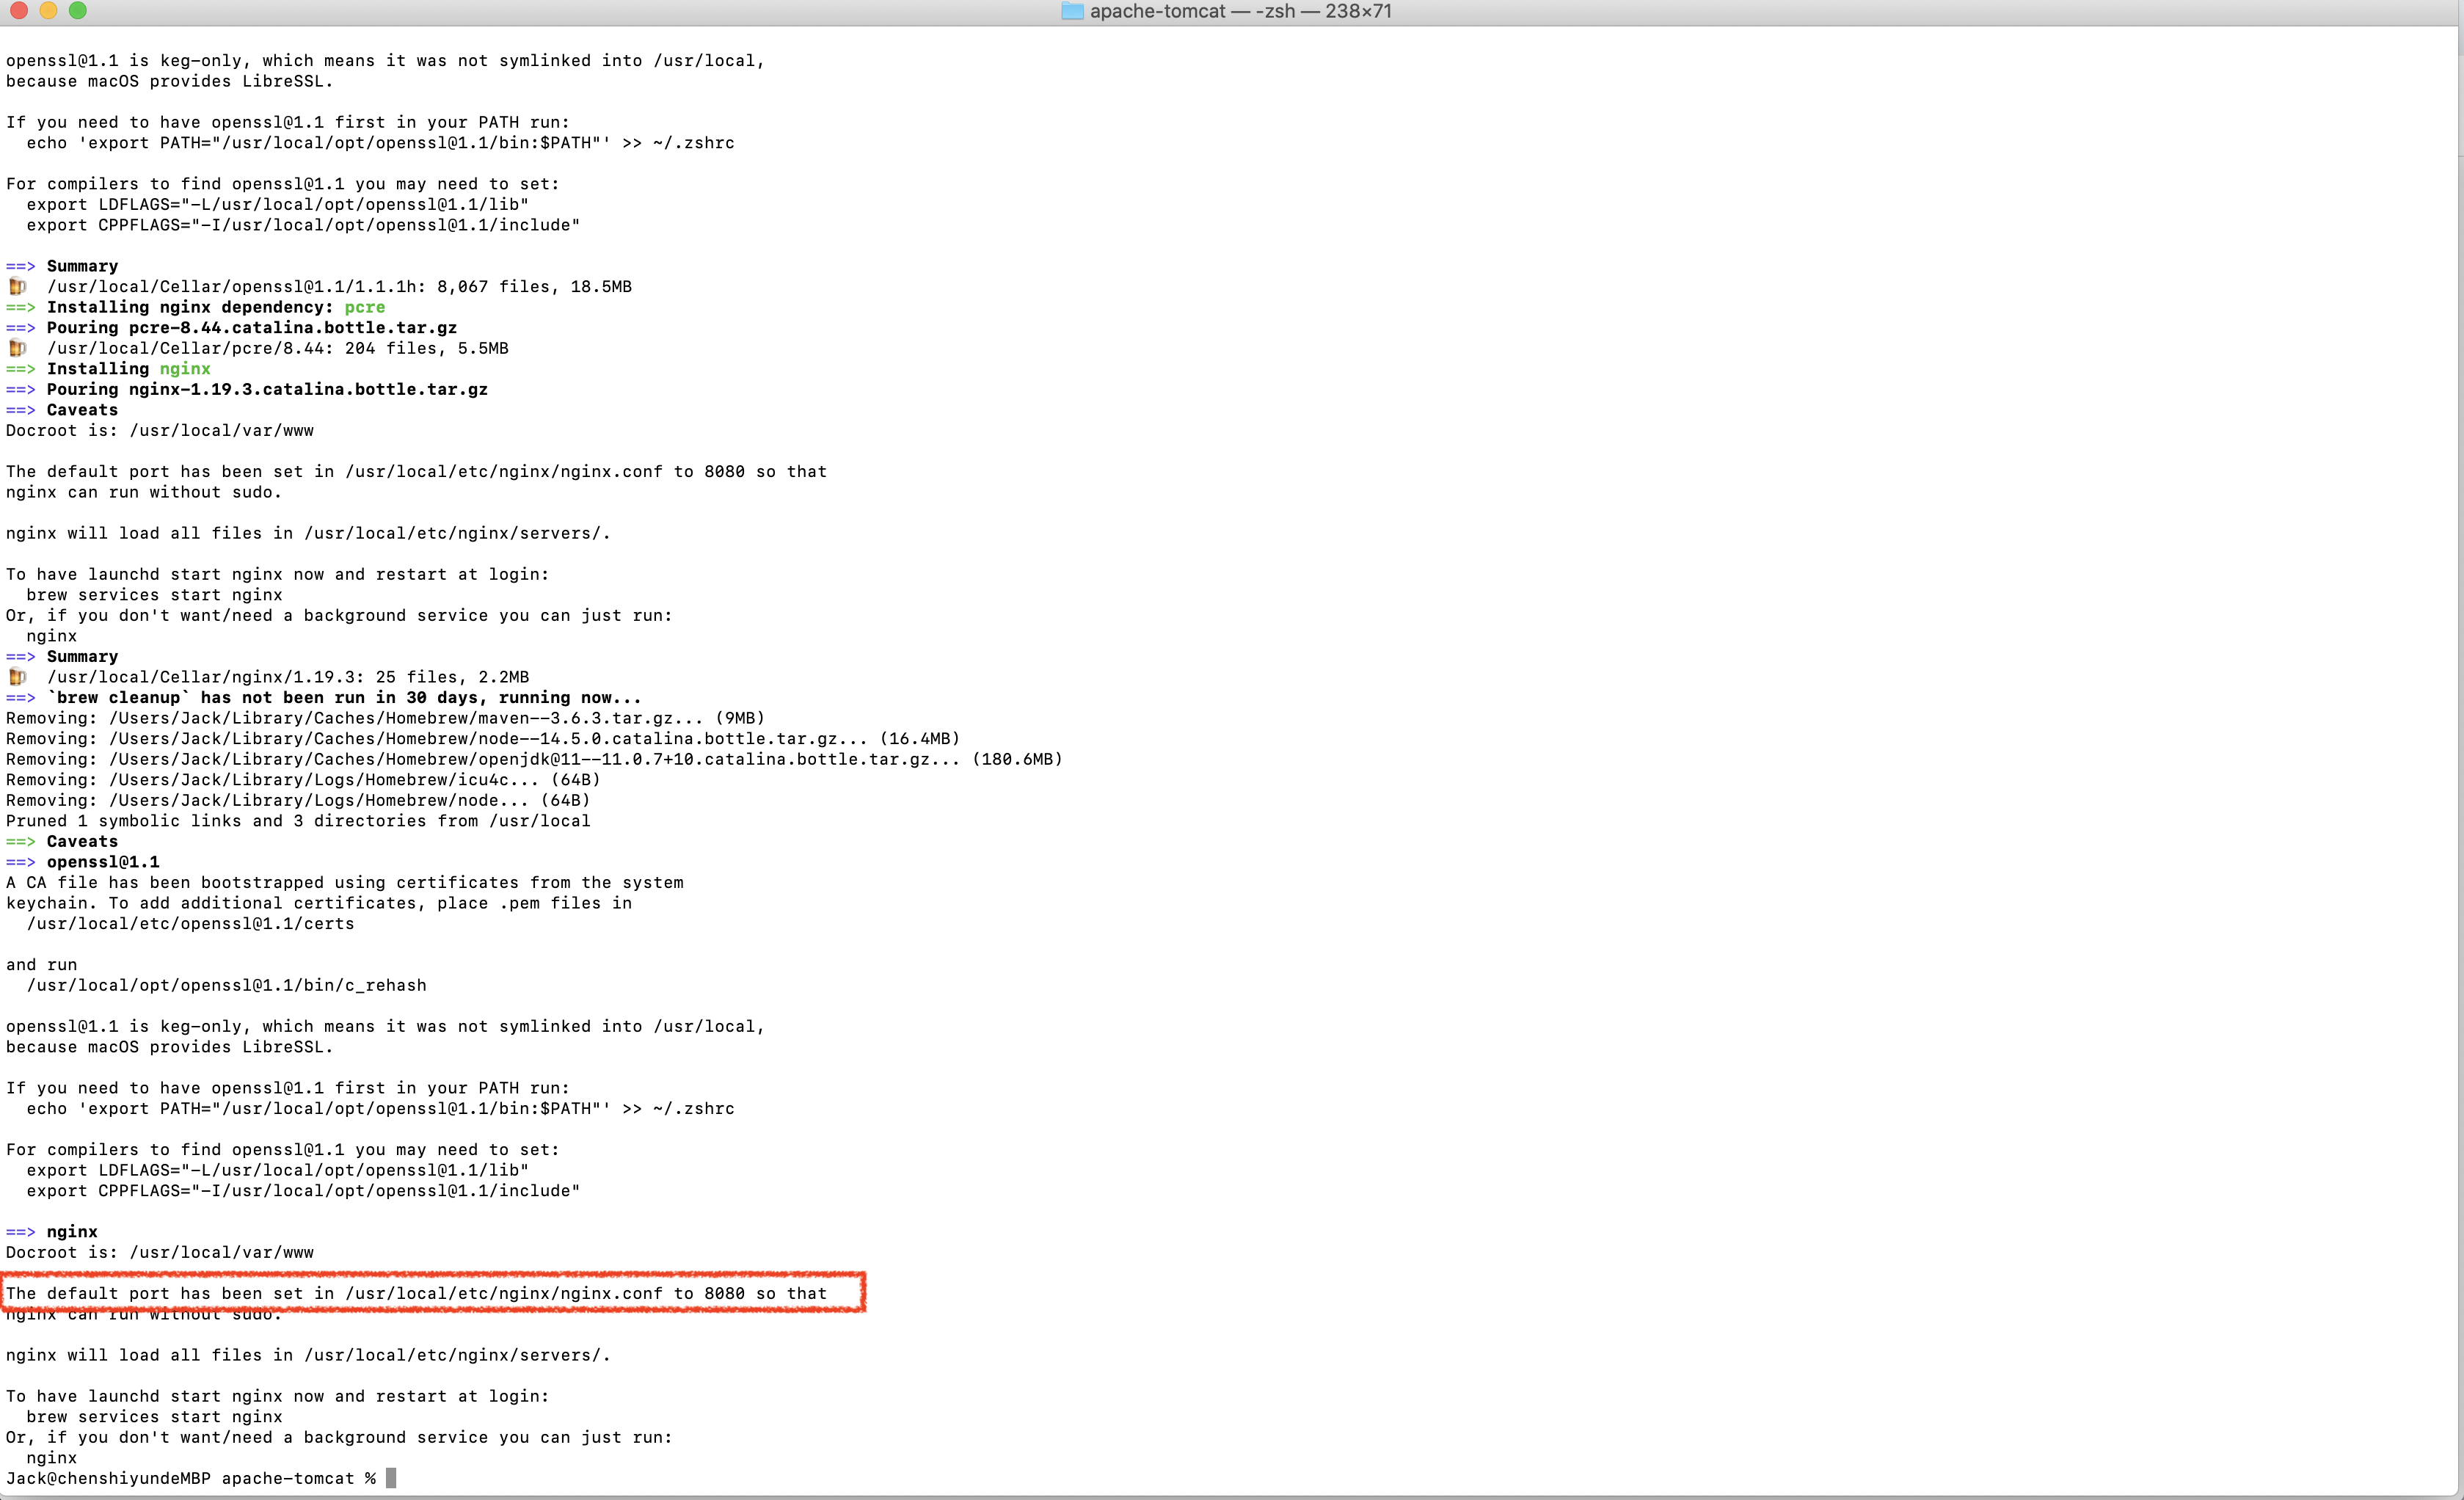 apache-tomcat — -zsh — 238×71
openssl@1.1 is keg-only, which means it was not symlinked into /usr/local,
because macOS provides LibreSSL.
If you need to have openssl@1.1 first in your PATH run:
  echo 'export PATH="/usr/local/opt/openssl@1.1/bin:$PATH"' >> ~/.zshrc
For compilers to find openssl@1.1 you may need to set:
  export LDFLAGS="-L/usr/local/opt/openssl@1.1/lib"
  export CPPFLAGS="-I/usr/local/opt/openssl@1.1/include"
==> Summary
🍺  /usr/local/Cellar/openssl@1.1/1.1.1h: 8,067 files, 18.5MB
==> Installing nginx dependency: pcre
==> Pouring pcre-8.44.catalina.bottle.tar.gz
🍺  /usr/local/Cellar/pcre/8.44: 204 files, 5.5MB
==> Installing nginx
==> Pouring nginx-1.19.3.catalina.bottle.tar.gz
==> Caveats
Docroot is: /usr/local/var/www
The default port has been set in /usr/local/etc/nginx/nginx.conf to 8080 so that
nginx can run without sudo.
nginx will load all files in /usr/local/etc/nginx/servers/.
To have launchd start nginx now and restart at login:
  brew services start nginx
Or, if you don't want/need a background service you can just run:
  nginx
==> Summary
🍺  /usr/local/Cellar/nginx/1.19.3: 25 files, 2.2MB
==> `brew cleanup` has not been run in 30 days, running now...
Removing: /Users/Jack/Library/Caches/Homebrew/maven--3.6.3.tar.gz... (9MB)
Removing: /Users/Jack/Library/Caches/Homebrew/node--14.5.0.catalina.bottle.tar.gz... (16.4MB)
Removing: /Users/Jack/Library/Caches/Homebrew/openjdk@11--11.0.7+10.catalina.bottle.tar.gz... (180.6MB)
Removing: /Users/Jack/Library/Logs/Homebrew/icu4c... (64B)
Removing: /Users/Jack/Library/Logs/Homebrew/node... (64B)
Pruned 1 symbolic links and 3 directories from /usr/local
==> Caveats
==> openssl@1.1
A CA file has been bootstrapped using certificates from the system
keychain. To add additional certificates, place .pem files in
  /usr/local/etc/openssl@1.1/certs
and run
  /usr/local/opt/openssl@1.1/bin/c_rehash
openssl@1.1 is keg-only, which means it was not symlinked into /usr/local,
because macOS provides LibreSSL.
If you need to have openssl@1.1 first in your PATH run:
  echo 'export PATH="/usr/local/opt/openssl@1.1/bin:$PATH"' >> ~/.zshrc
For compilers to find openssl@1.1 you may need to set:
  export LDFLAGS="-L/usr/local/opt/openssl@1.1/lib"
  export CPPFLAGS="-I/usr/local/opt/openssl@1.1/include"
==> nginx
Docroot is: /usr/local/var/www
The default port has been set in /usr/local/etc/nginx/nginx.conf to 8080 so that
nginx can run without sudo.
nginx will load all files in /usr/local/etc/nginx/servers/.
To have launchd start nginx now and restart at login:
  brew services start nginx
Or, if you don't want/need a background service you can just run:
  nginx
Jack@chenshiyundeMBP apache-tomcat %